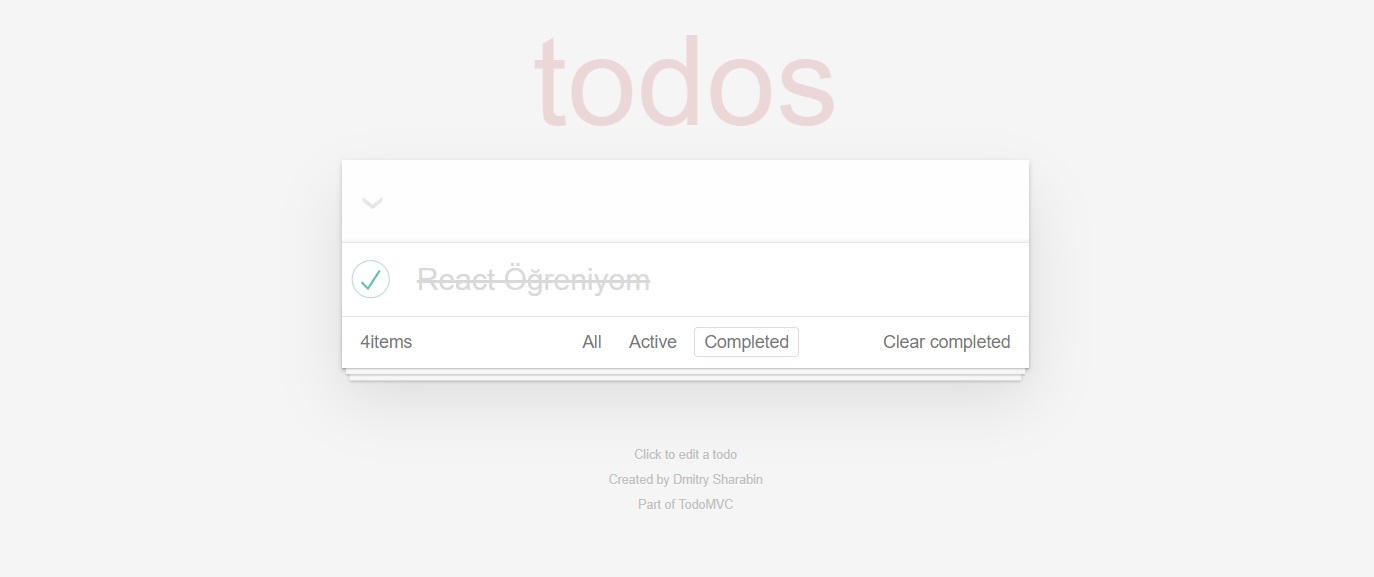 todos
React Öğreniyom
4items All Active Completed Clear completed
Click to edit a todo
Created by Dmitry Sharabin
Part of TodoMVC